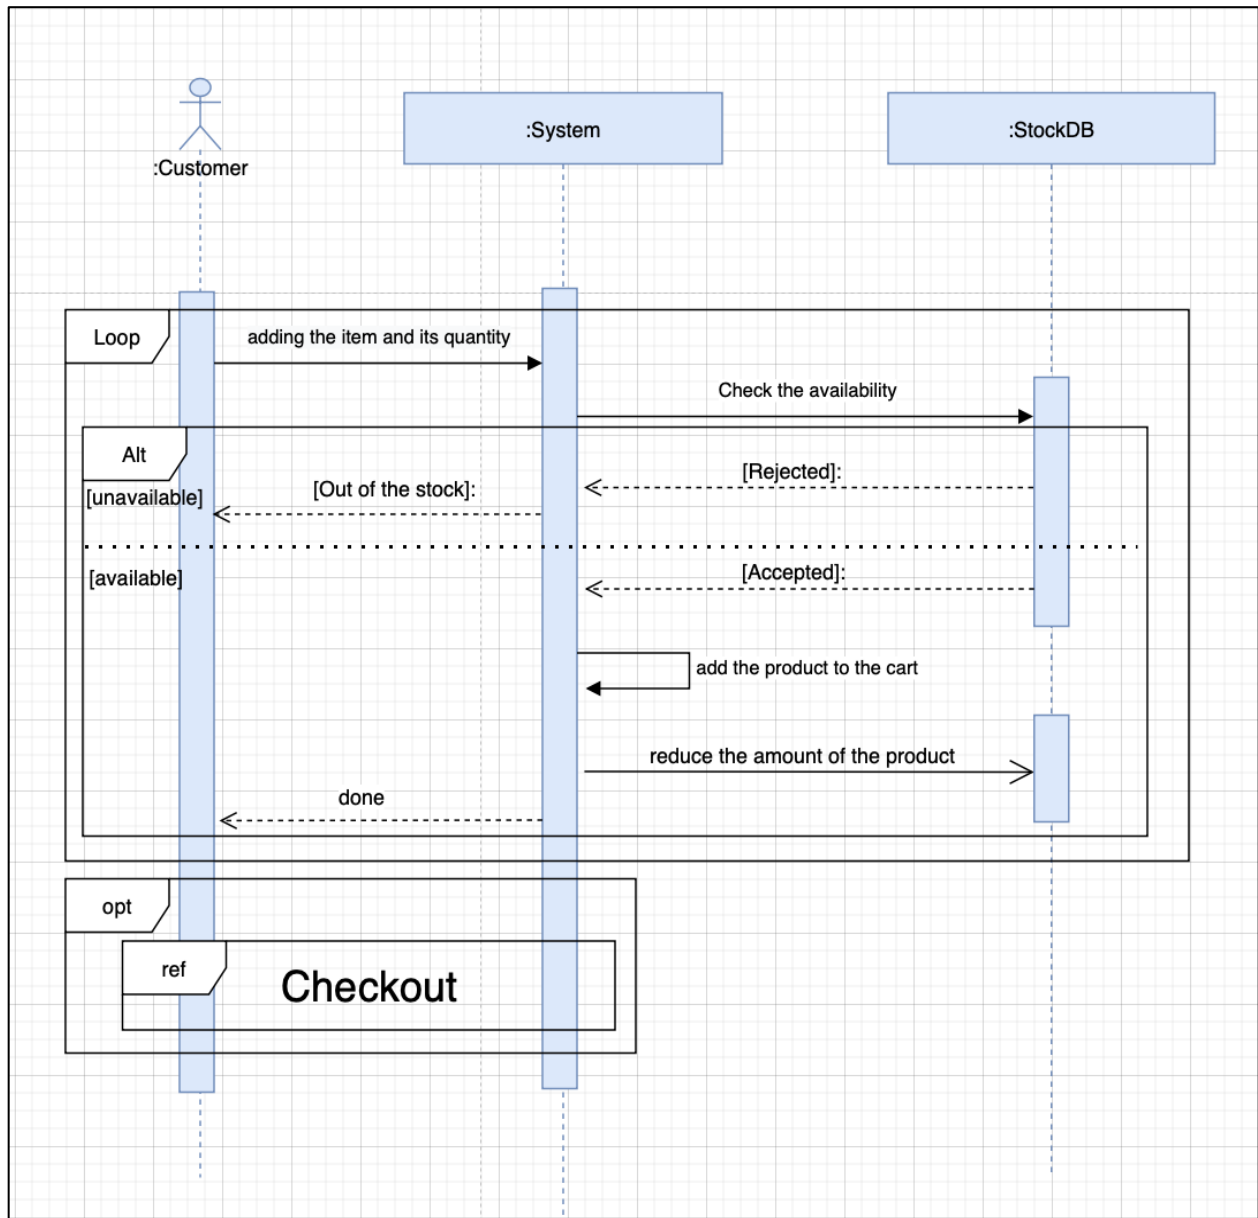 :Customer
:System
:StockDB
Loop
adding the item and its quantity
Check the availability
Alt
[unavailable]
[Out of the stock]:
[Rejected]:
[available]
[Accepted]:
add the product to the cart
reduce the amount of the product
done
opt
ref
Checkout